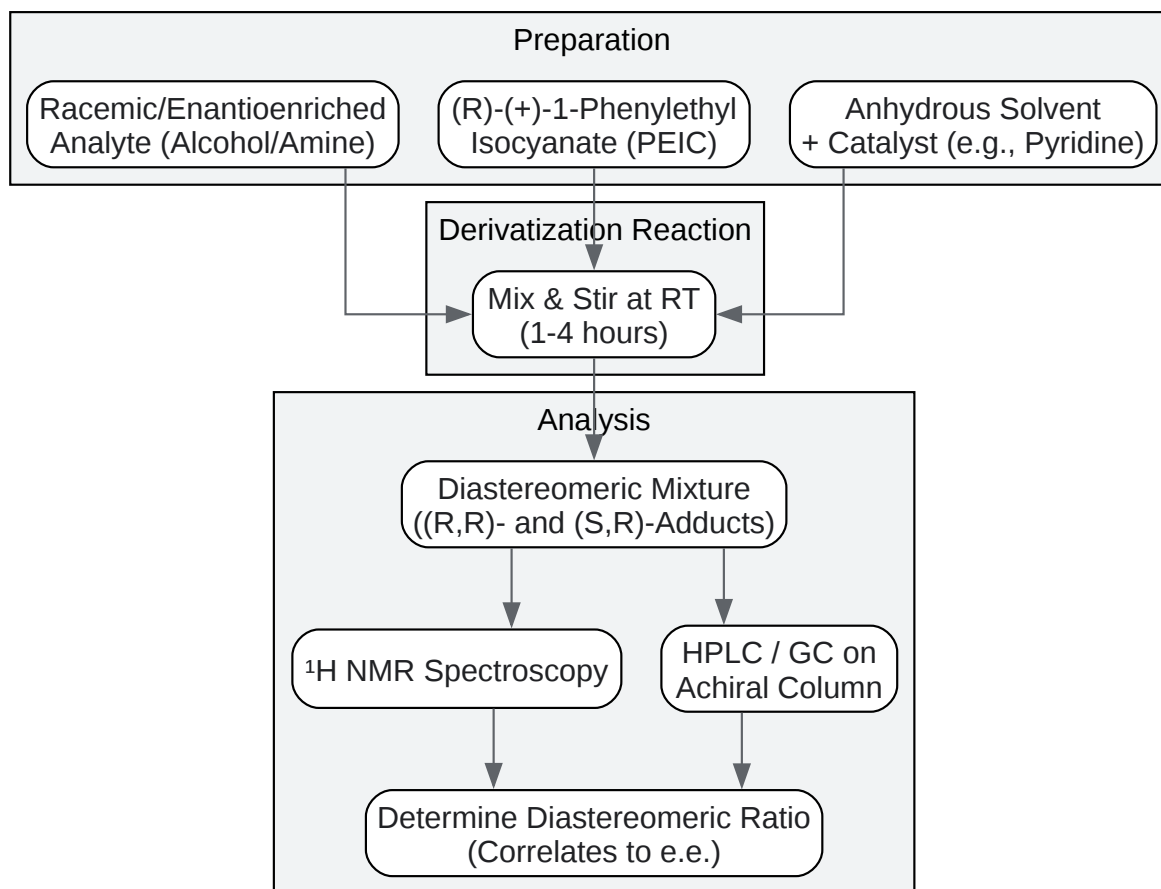 Preparation
Racemic/Enantioenriched
Analyte (Alcohol/Amine)
(R)-(+)-1-Phenylethyl
Isocyanate (PEIC)
Anhydrous Solvent
+ Catalyst (e.g., Pyridine)
Derivatization Reaction
Mix & Stir at RT
(1-4 hours)
Analysis
Diastereomeric Mixture
((R,R)- and (S,R)-Adducts)
¹H NMR Spectroscopy
HPLC / GC on
Achiral Column
Determine Diastereomeric Ratio
(Correlates to e.e.)